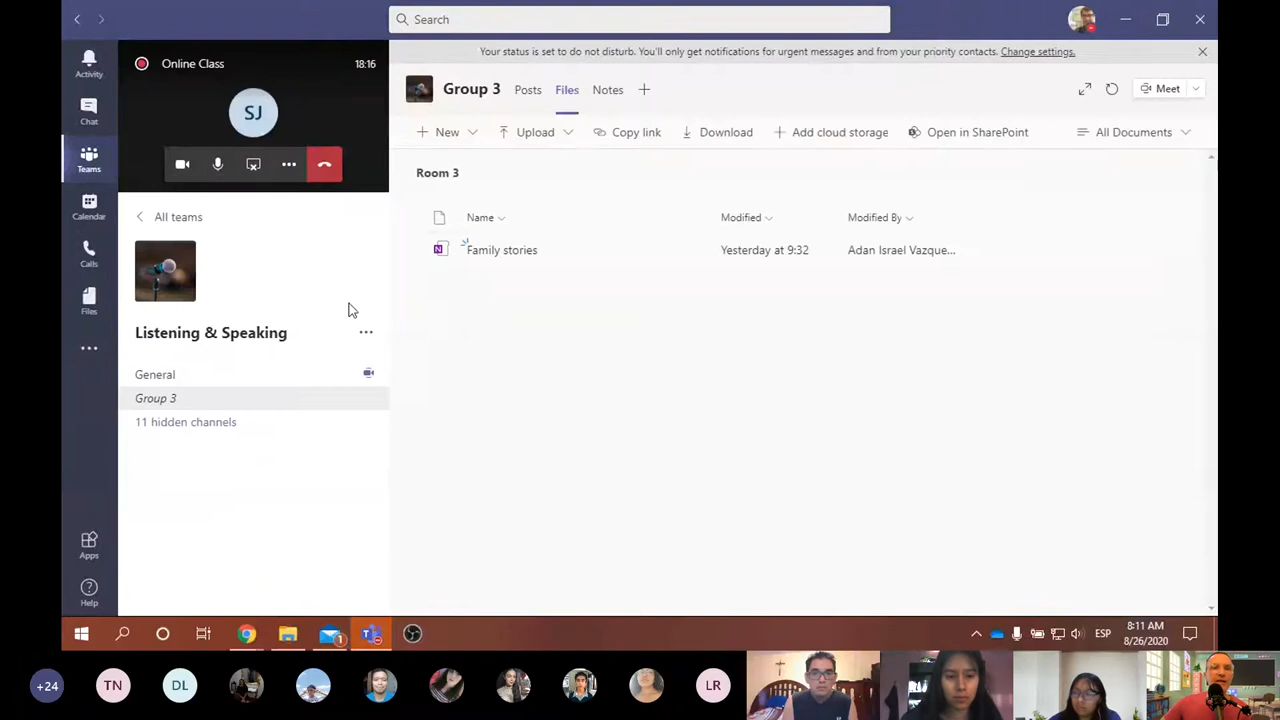 Search
Your status is set to do not disturb. You'll only get notifications for urgent messages and from your priority contacts. Change settings.
Activity
Chat
Teams
Calendar
Calls
Files
Apps
Help
Online Class
18:16
SJ
All teams
Listening & Speaking
General
Group 3
11 hidden channels
Group 3
Posts
Files
Notes
Meet
New
Upload
Copy link
Download
Add cloud storage
Open in SharePoint
All Documents
Room 3
Name
Modified
Modified By
N
Family stories
Yesterday at 9:32
Adan Israel Vazque...
1
T
ESP
8:11 AM
8/26/2020
+24
TN
DL
LR